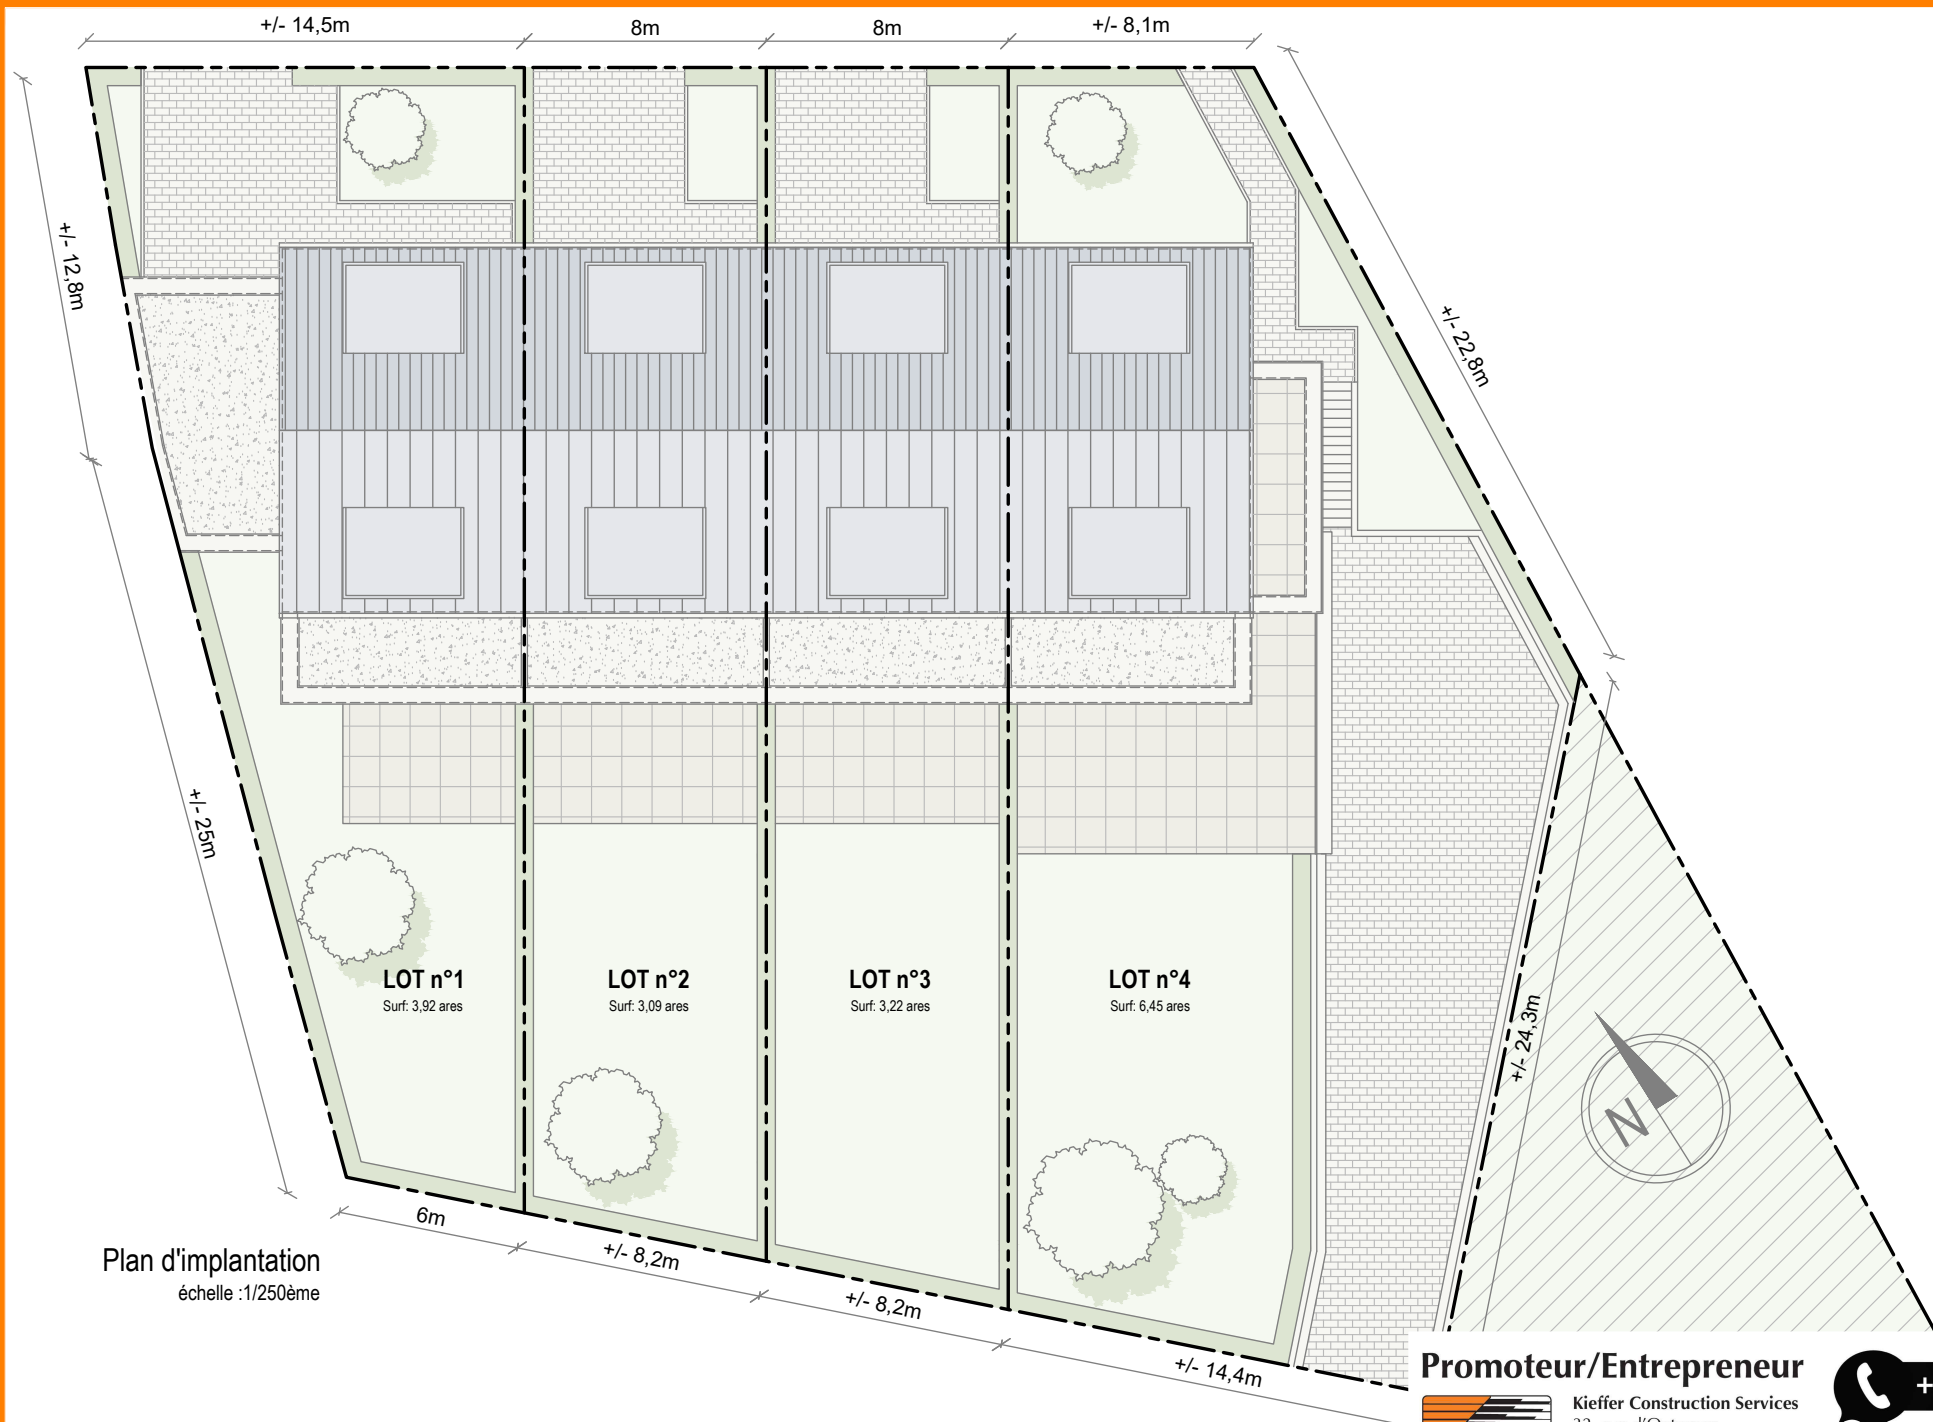 +/- 14,5m
8m
8m
+/- 8,1m
+/- 12,8m
+/- 22,8m
+/- 25m
LOT n°1
Surf: 3,92 ares
LOT n°2
Surf: 3,09 ares
LOT n°3
Surf: 3,22 ares
LOT n°4
Surf: 6,45 ares
+/- 24,3m
N
6m
+/- 8,2m
+/- 8,2m
+/- 14,4m
Plan d'implantation
échelle :1/250ème
Promoteur/Entrepreneur
Kieffer Construction Services
+